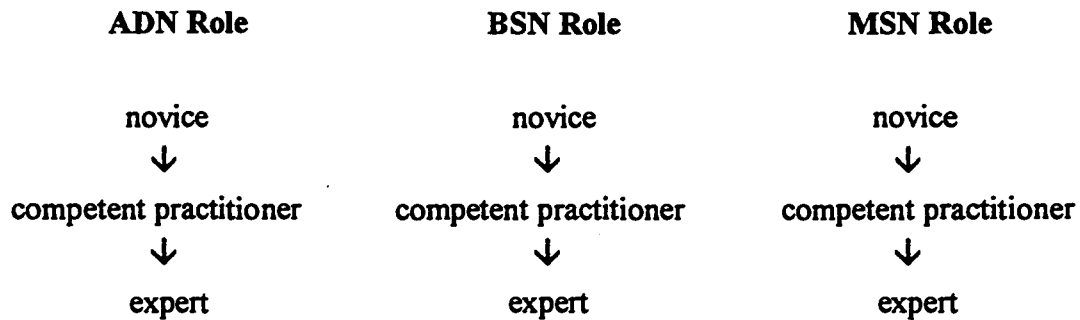 ADN Role BSN Role MSN Role
novice novice novice
↓ ↓ ↓
competent practitioner competent practitioner competent practitioner
↓ ↓ ↓
expert expert expert